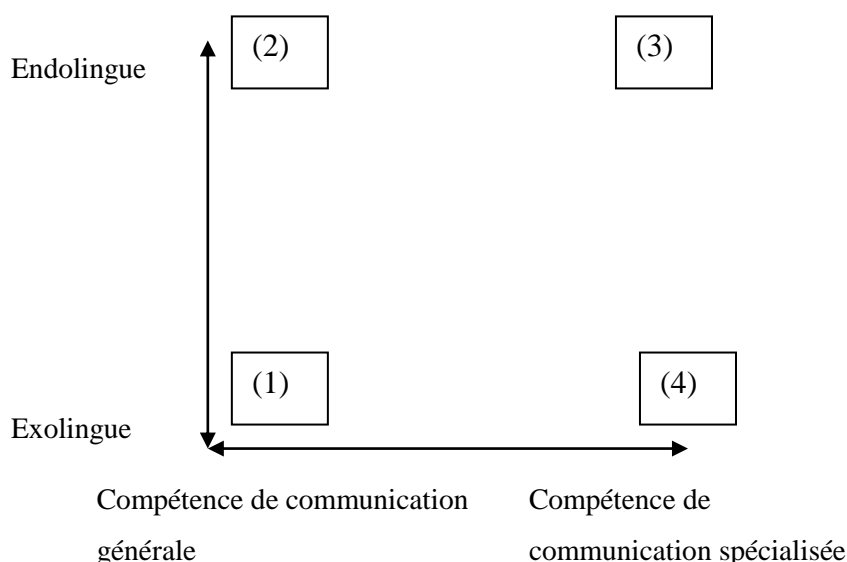 (2) (3)
Endolingue
(1) (4)
Exolingue
Compétence de communication Compétence de
générale communication spécialisée